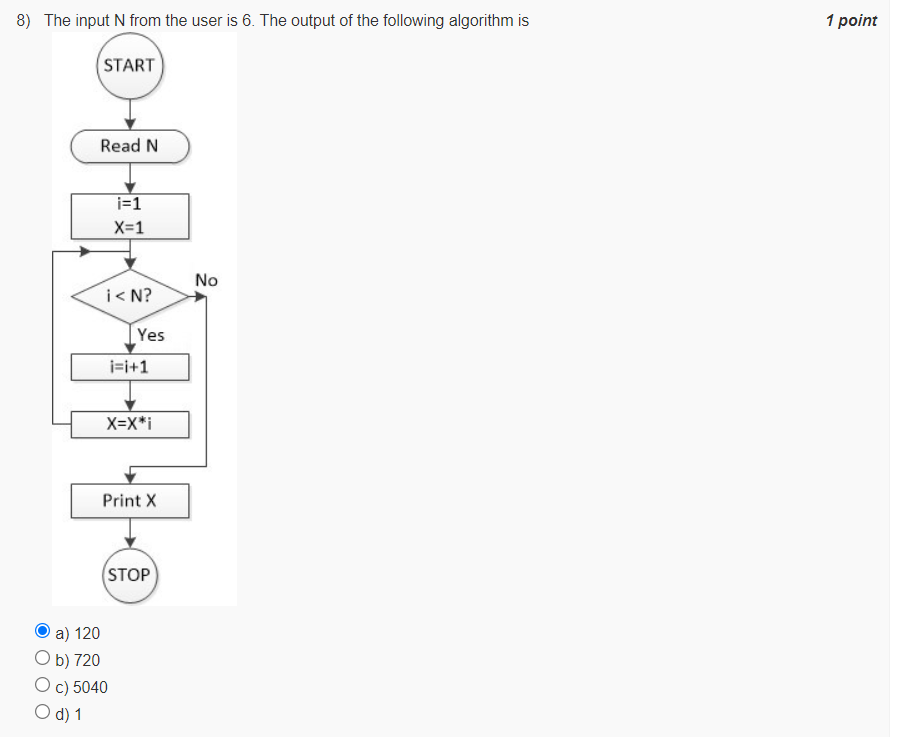 8) The input N from the user is 6. The output of the following algorithm is 1 point
START
Read N
i=1
X=1
No
i < N?
Yes
i=i+1
X=X*i
Print X
STOP
a) 120
b) 720
c) 5040
d) 1